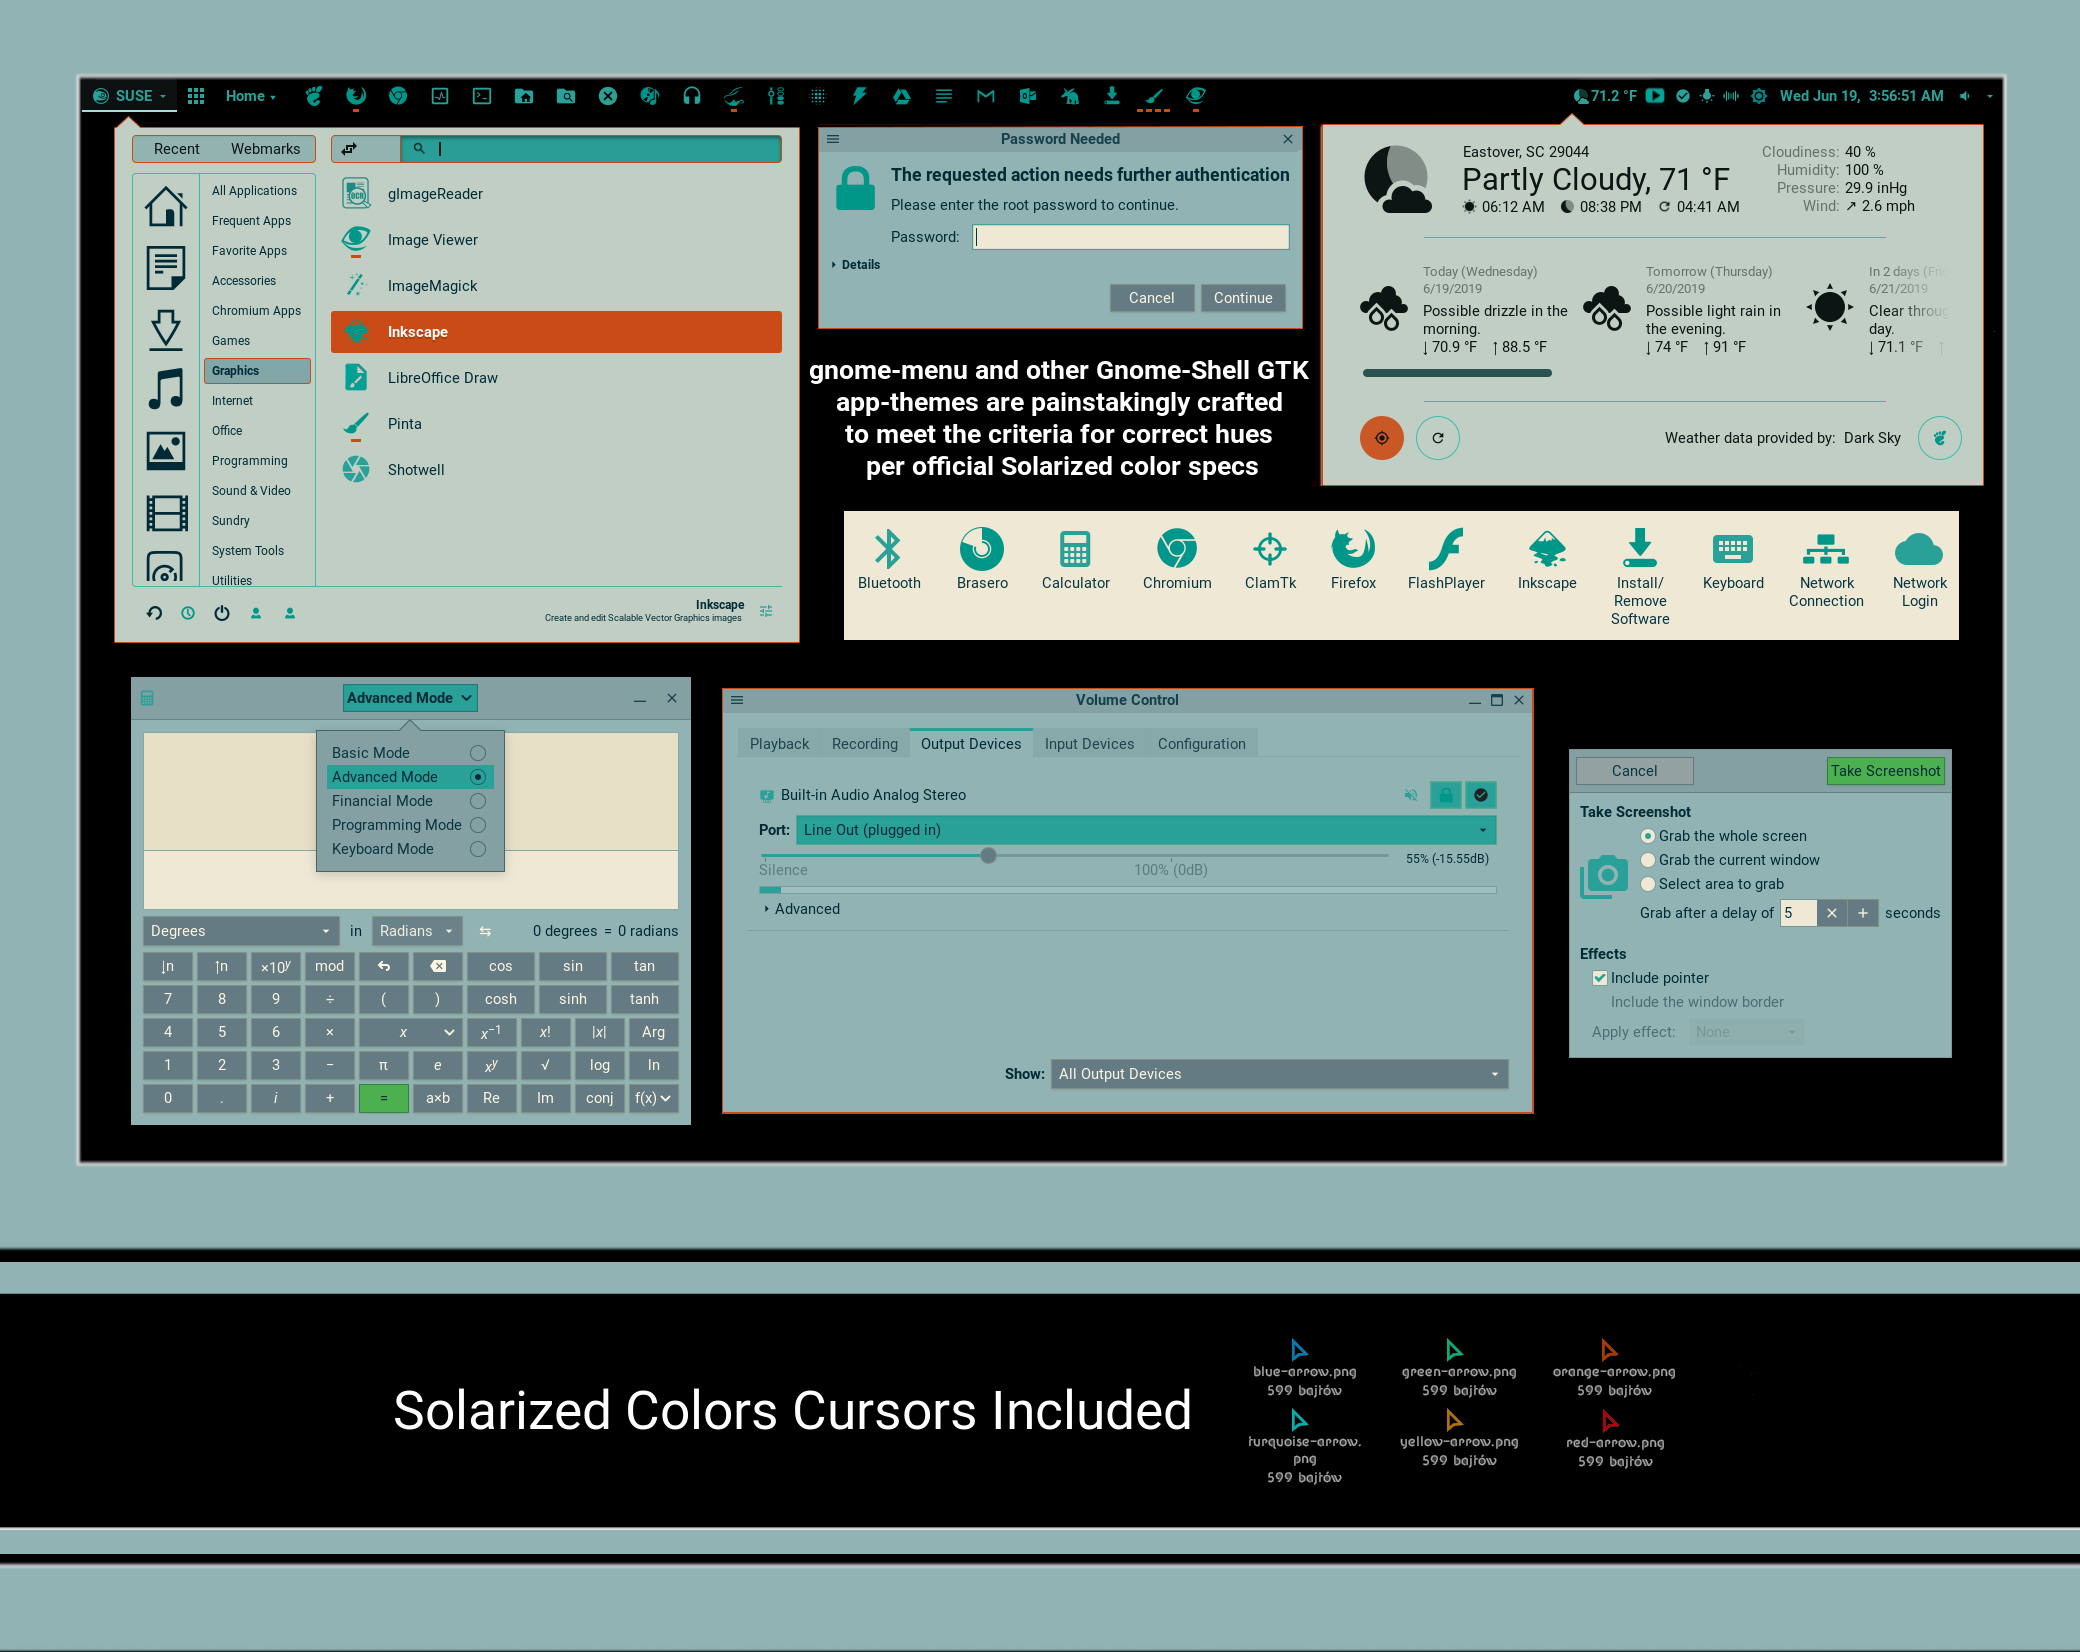 SUSE Home 71.2 °F Wed Jun 19, 3:56:51 AM
Recent Webmarks
All Applications
Frequent Apps
Favorite Apps
Accessories
Chromium Apps
Games
Graphics
Internet
Office
Programming
Sound & Video
Sundry
System Tools
Utilities
gImageReader
Image Viewer
ImageMagick
Inkscape
LibreOffice Draw
Pinta
Shotwell
Inkscape
Create and edit Scalable Vector Graphics images
Password Needed
The requested action needs further authentication
Please enter the root password to continue.
Password:
Details
Cancel Continue
Eastover, SC 29044
Partly Cloudy, 71 °F
06:12 AM 08:38 PM 04:41 AM
Cloudiness: 40 %
Humidity: 100 %
Pressure: 29.9 inHg
Wind: ↗ 2.6 mph
Today (Wednesday)
6/19/2019
Possible drizzle in the
morning.
↓70.9 °F ↑88.5 °F
Tomorrow (Thursday)
6/20/2019
Possible light rain in
the evening.
↓74 °F ↑91 °F
In 2 days (Fri
6/21/2019
Clear throug
day.
↓71.1 °F ↑
Weather data provided by: Dark Sky
gnome-menu and other Gnome-Shell GTK
app-themes are painstakingly crafted
to meet the criteria for correct hues
per official Solarized color specs
Bluetooth
Brasero
Calculator
Chromium
ClamTk
Firefox
FlashPlayer
Inkscape
Install/
Remove
Software
Keyboard
Network
Connection
Network
Login
Advanced Mode
Basic Mode
Advanced Mode
Financial Mode
Programming Mode
Keyboard Mode
Degrees in Radians ⇆ 0 degrees = 0 radians
↓n ↑n ×10ʸ mod cos sin tan
7 8 9 ÷ ( ) cosh sinh tanh
4 5 6 × x x⁻¹ x! |x| Arg
1 2 3 − π e xʸ √ log ln
0 . i + = a×b Re Im conj f(x)
Volume Control
Playback Recording Output Devices Input Devices Configuration
Built-in Audio Analog Stereo
Port: Line Out (plugged in)
55% (-15.55dB)
Silence 100% (0dB)
Advanced
Show: All Output Devices
Cancel Take Screenshot
Take Screenshot
Grab the whole screen
Grab the current window
Select area to grab
Grab after a delay of 5 × + seconds
Effects
Include pointer
Include the window border
Apply effect: None
Solarized Colors Cursors Included
blue-arrow.png
599 bajtów
green-arrow.png
599 bajtów
orange-arrow.png
599 bajtów
turquoise-arrow.
png
599 bajtów
yellow-arrow.png
599 bajtów
red-arrow.png
599 bajtów